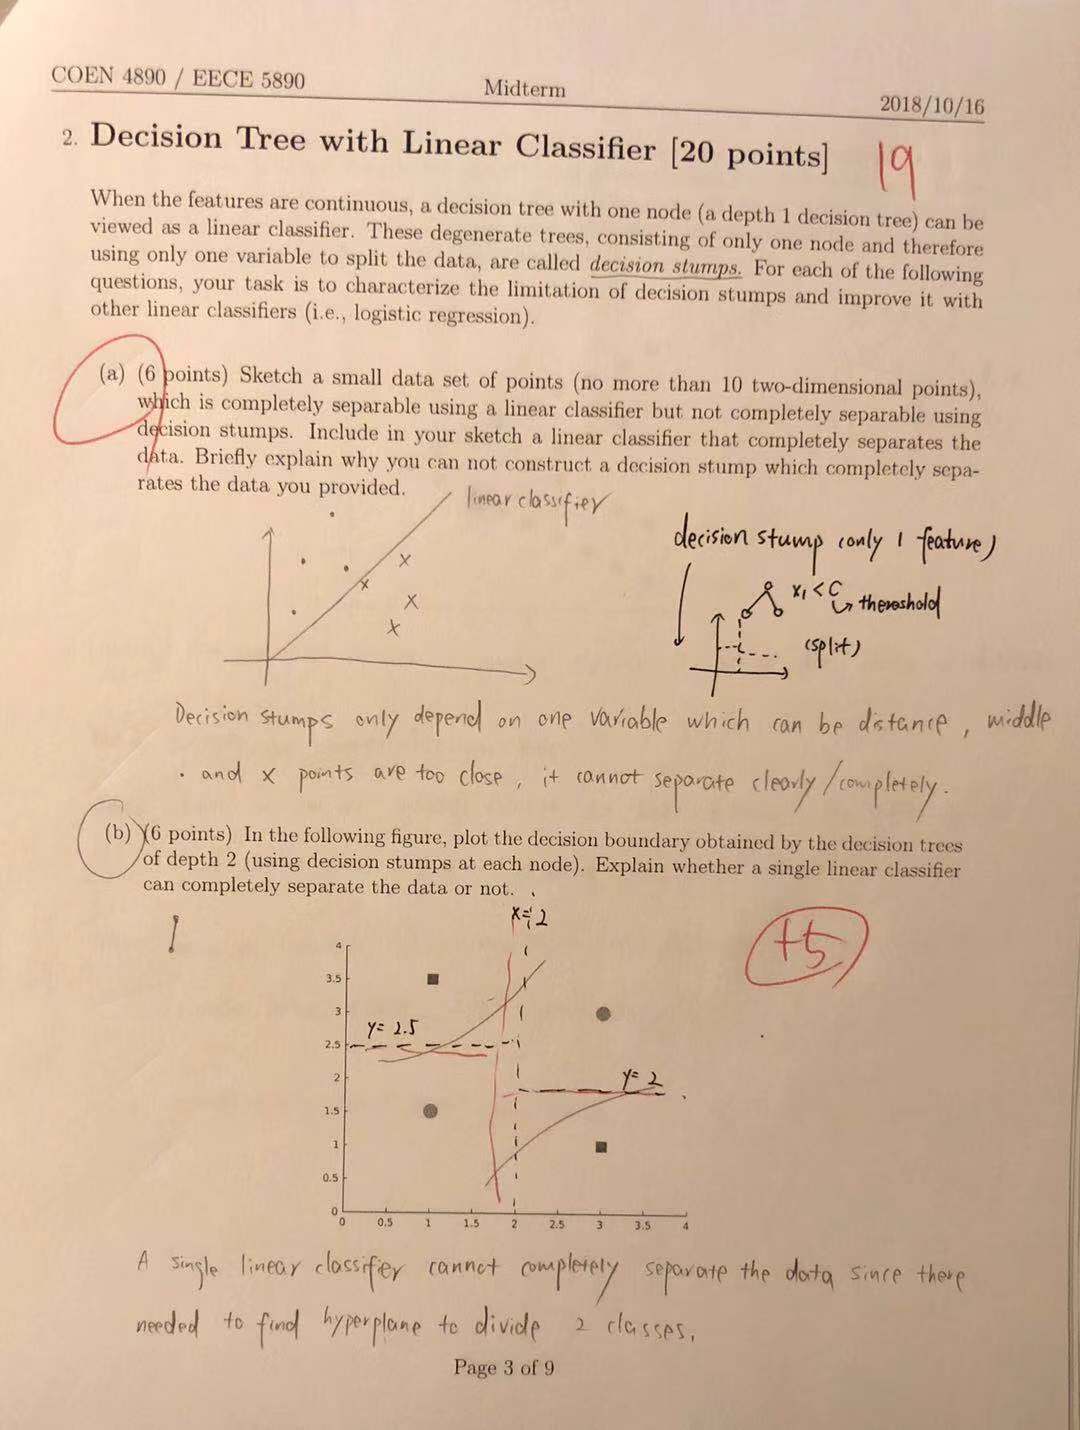 COEN 4890 / EECE 5890 Midterm 2018/10/16
2. Decision Tree with Linear Classifier [20 points] 19
When the features are continuous, a decision tree with one node (a depth 1 decision tree) can be
viewed as a linear classifier. These degenerate trees, consisting of only one node and therefore
using only one variable to split the data, are called decision stumps. For each of the following
questions, your task is to characterize the limitation of decision stumps and improve it with
other linear classifiers (i.e., logistic regression).
(a) (6 points) Sketch a small data set of points (no more than 10 two-dimensional points),
which is completely separable using a linear classifier but not completely separable using
decision stumps. Include in your sketch a linear classifier that completely separates the
data. Briefly explain why you can not construct a decision stump which completely sepa-
rates the data you provided.
linear classifier
decision stump (only 1 feature)
x₁ < C
thereshold
(split)
Decision stumps only depend on one variable which can be distance, middle
· and x points are too close, it cannot separate clearly/completely.
(b) (6 points) In the following figure, plot the decision boundary obtained by the decision trees
of depth 2 (using decision stumps at each node). Explain whether a single linear classifier
can completely separate the data or not.
x=2
+5
4
3.5
3
y= 2.5
2.5
2
y= 2
1.5
1
0.5
0
0 0.5 1 1.5 2 2.5 3 3.5 4
A single linear classifier cannot completely separate the data since there
needed to find hyperplane to divide 2 classes.
Page 3 of 9